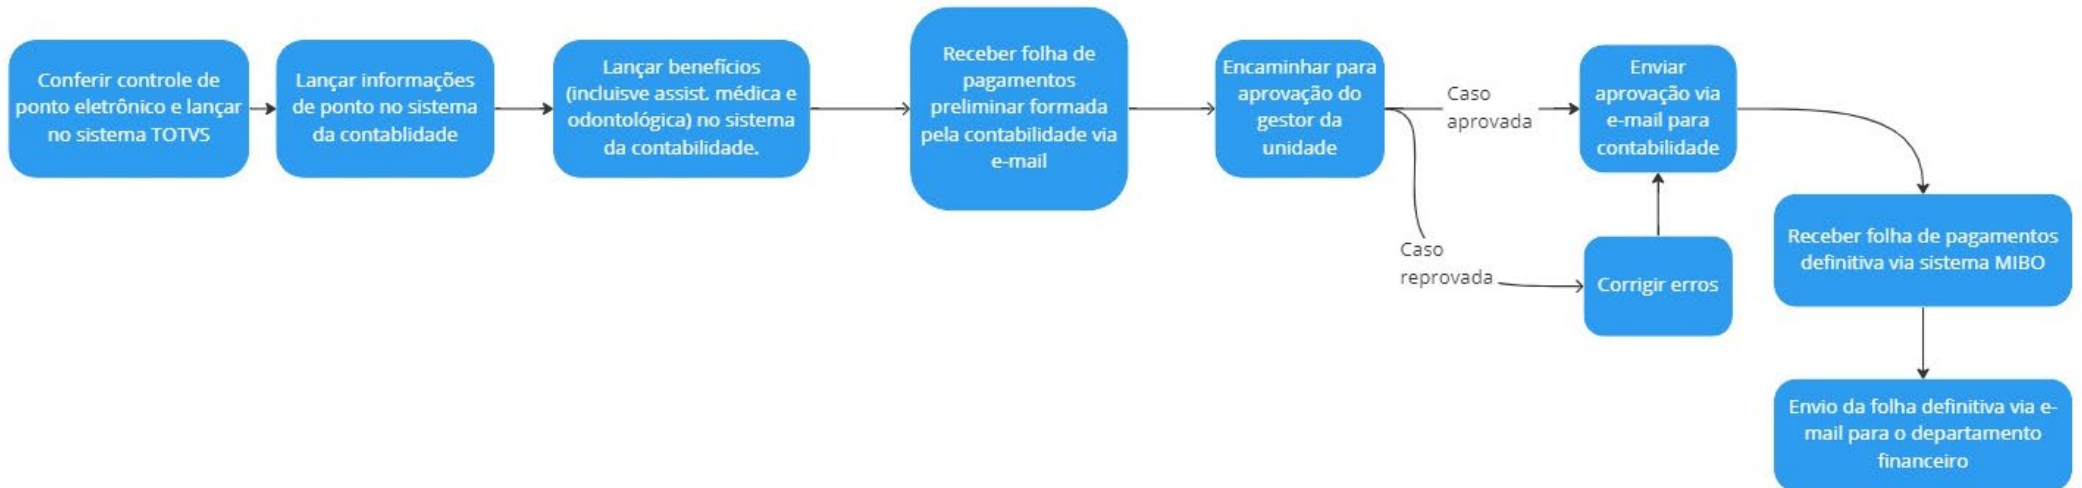 Conferir controle de
ponto eletrônico e lançar
no sistema TOTVS
Lançar informações
de ponto no sistema
da contablidade
Lançar benefícios
(incluisve assist. médica e
odontológica) no sistema
da contabilidade.
Receber folha de
pagamentos
preliminar formada
pela contabilidade via
e-mail
Encaminhar para
aprovação do
gestor da
unidade
Caso
aprovada
Enviar
aprovação via
e-mail para
contabilidade
Caso
reprovada
Corrigir erros
Receber folha de pagamentos
definitiva via sistema MIBO
Envio da folha definitiva via e-
mail para o departamento
financeiro